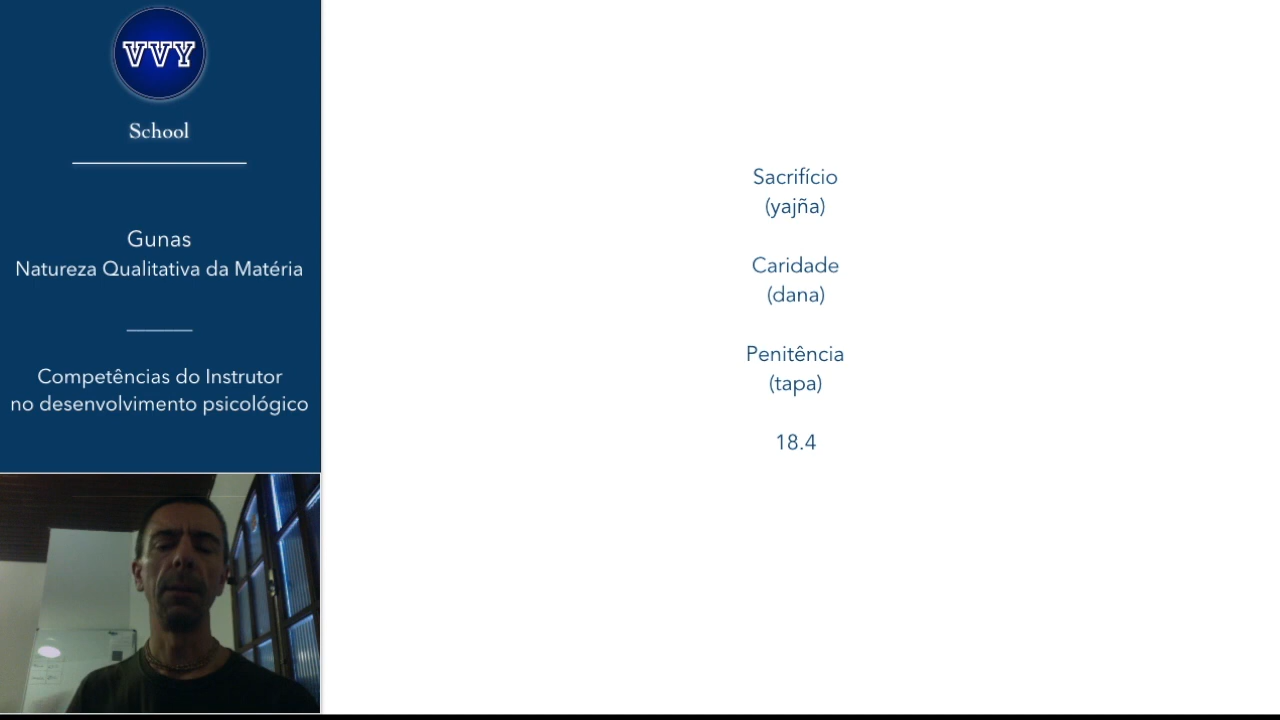 VVY
School
Gunas
Natureza Qualitativa da Matéria
Competências do Instrutor
no desenvolvimento psicológico
Sacrifício
(yajña)
Caridade
(dana)
Penitência
(tapa)
18.4